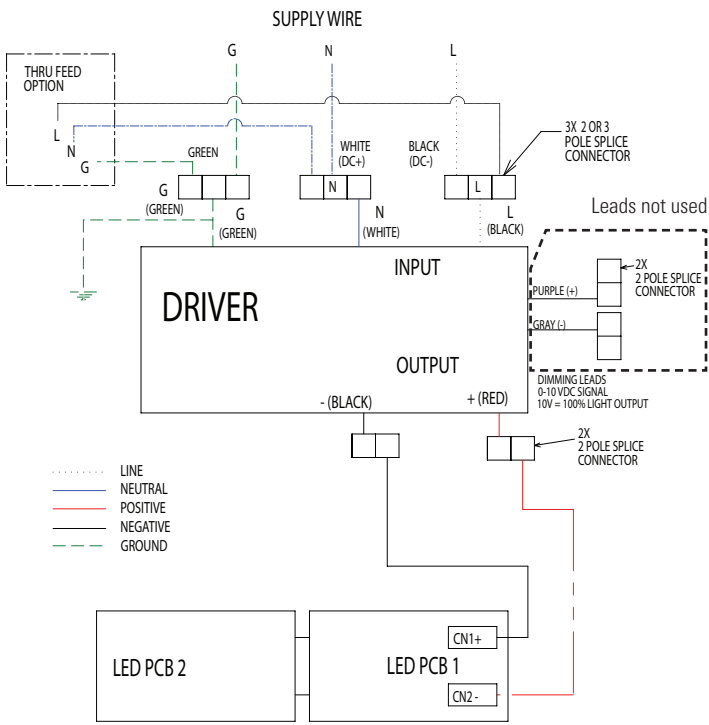 SUPPLY WIRE
G
N
L
THRU FEED
OPTION
L
N
G
GREEN
WHITE
(DC+)
BLACK
(DC-)
3X 2 OR 3
POLE SPLICE
CONNECTOR
N
L
G
(GREEN)
G
(GREEN)
N
(WHITE)
L
(BLACK)
Leads not used
INPUT
DRIVER
2X
2 POLE SPLICE
CONNECTOR
PURPLE (+)
GRAY (-)
OUTPUT
DIMMING LEADS
0-10 VDC SIGNAL
10V = 100% LIGHT OUTPUT
- (BLACK)
+ (RED)
2X
2 POLE SPLICE
CONNECTOR
LINE
NEUTRAL
POSITIVE
NEGATIVE
GROUND
LED PCB 2
LED PCB 1
CN1+
CN2 -